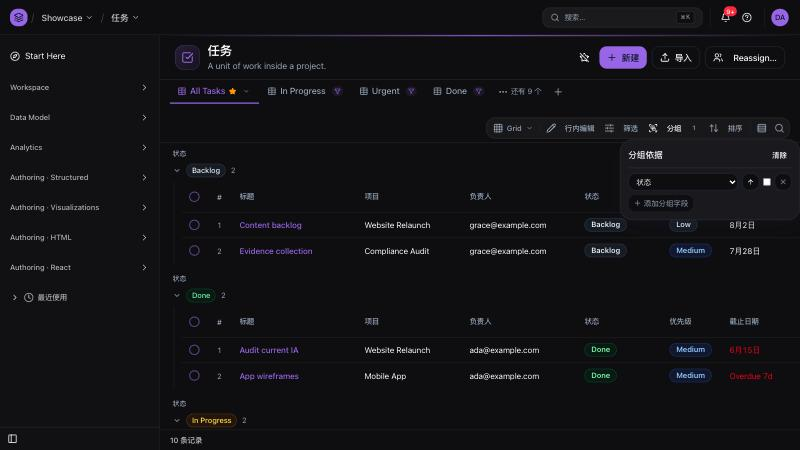 Showcase / 任务 搜索... ⌘K 9+ DA
Start Here
Workspace
Data Model
Analytics
Authoring · Structured
Authoring · Visualizations
Authoring · HTML
Authoring · React
最近使用
任务
A unit of work inside a project.
新建 导入 Reassign...
All Tasks In Progress Urgent Done ··· 还有 9 个
Grid 行内编辑 筛选 分组 1 排序
分组依据 清除
状态
添加分组字段
状态
Backlog 2
# 标题 项目 负责人 状态
1 Content backlog Website Relaunch grace@example.com Backlog Low 8月2日
2 Evidence collection Compliance Audit grace@example.com Backlog Medium 7月28日
状态
Done 2
# 标题 项目 负责人 状态 优先级 截止日期
1 Audit current IA Website Relaunch ada@example.com Done Medium 6月15日
2 App wireframes Mobile App ada@example.com Done Medium Overdue 7d
状态
In Progress 2
10 条记录